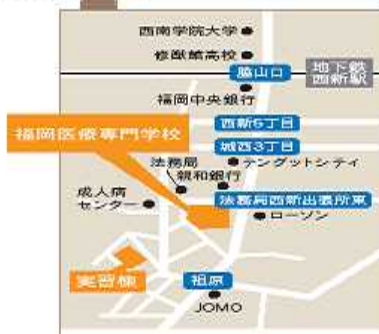 西南学院大学
修猷館高校
脇山口
地下鉄
西新駅
福岡中央銀行
西新5丁目
福岡医療専門学校
城西3丁目
法務局
テングッドシティ
親和銀行
成人病
センター
法務局西新出張所東
ローソン
実習棟
祖原
JOMO